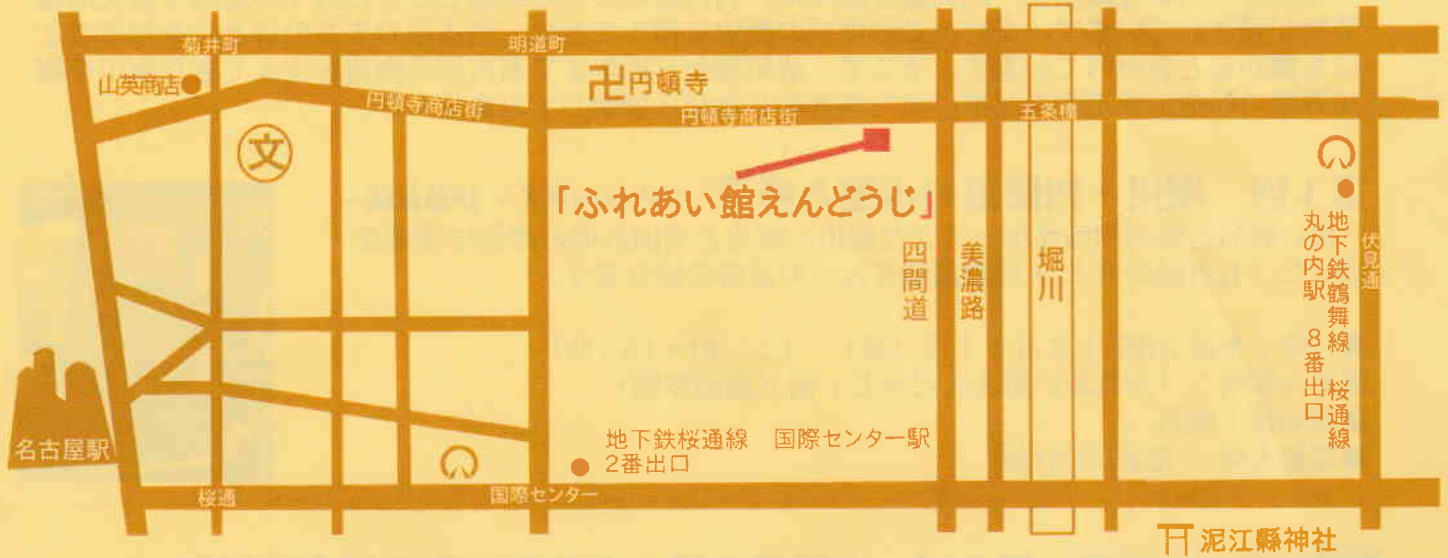 菊井町
明道町
山英商店
卍円頓寺
円頓寺商店街
円頓寺商店街
五条橋
文
「ふれあい館えんどうじ」
四間道
美濃路
堀川
地下鉄鶴舞線 桜通線
丸の内駅 8番出口
伏見通
名古屋駅
地下鉄桜通線 国際センター駅
2番出口
桜通
国際センター
泥江縣神社